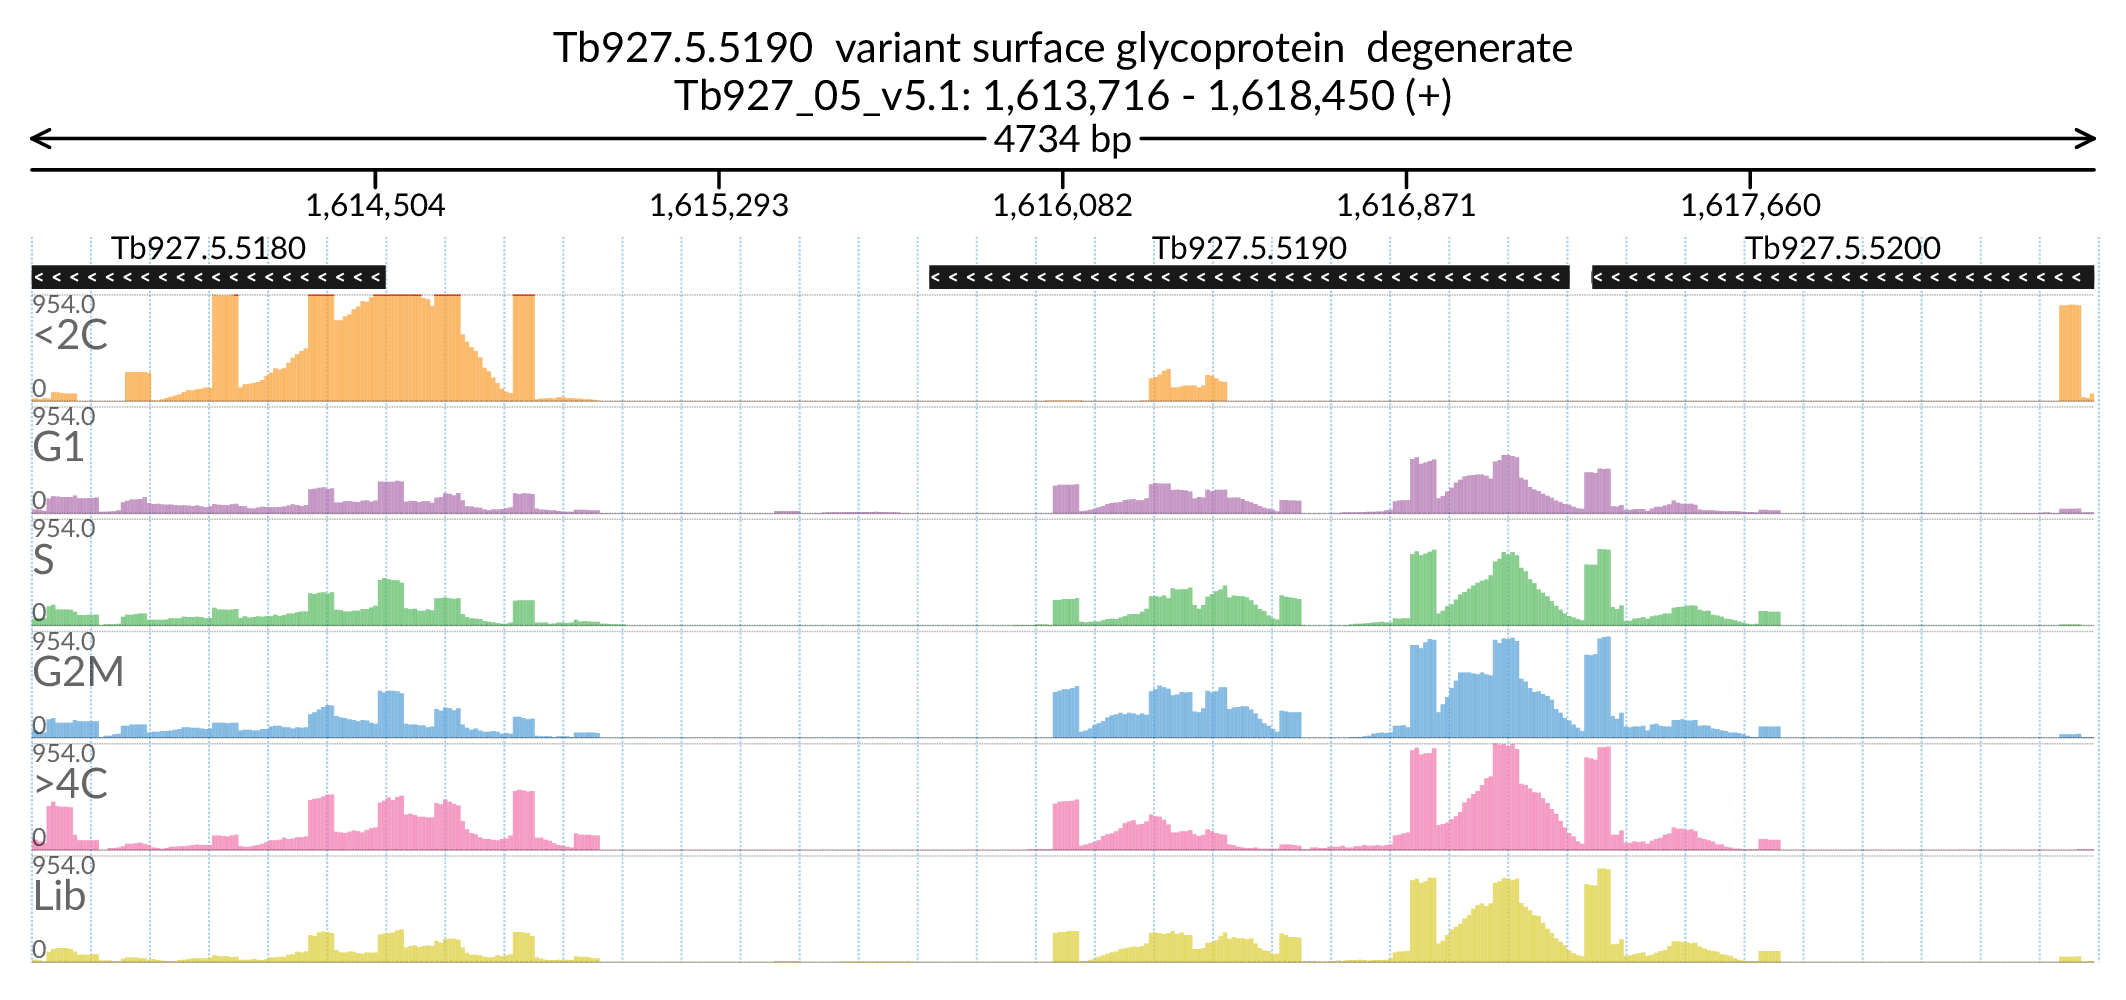 Tb927.5.5190 variant surface glycoprotein degenerate
Tb927_05_v5.1: 1,613,716 - 1,618,450 (+)
4734 bp
1,614,504 1,615,293 1,616,082 1,616,871 1,617,660
Tb927.5.5180 Tb927.5.5190 Tb927.5.5200
954.0
<2C
0
954.0
G1
0
954.0
S
0
954.0
G2M
0
954.0
>4C
0
954.0
Lib
0